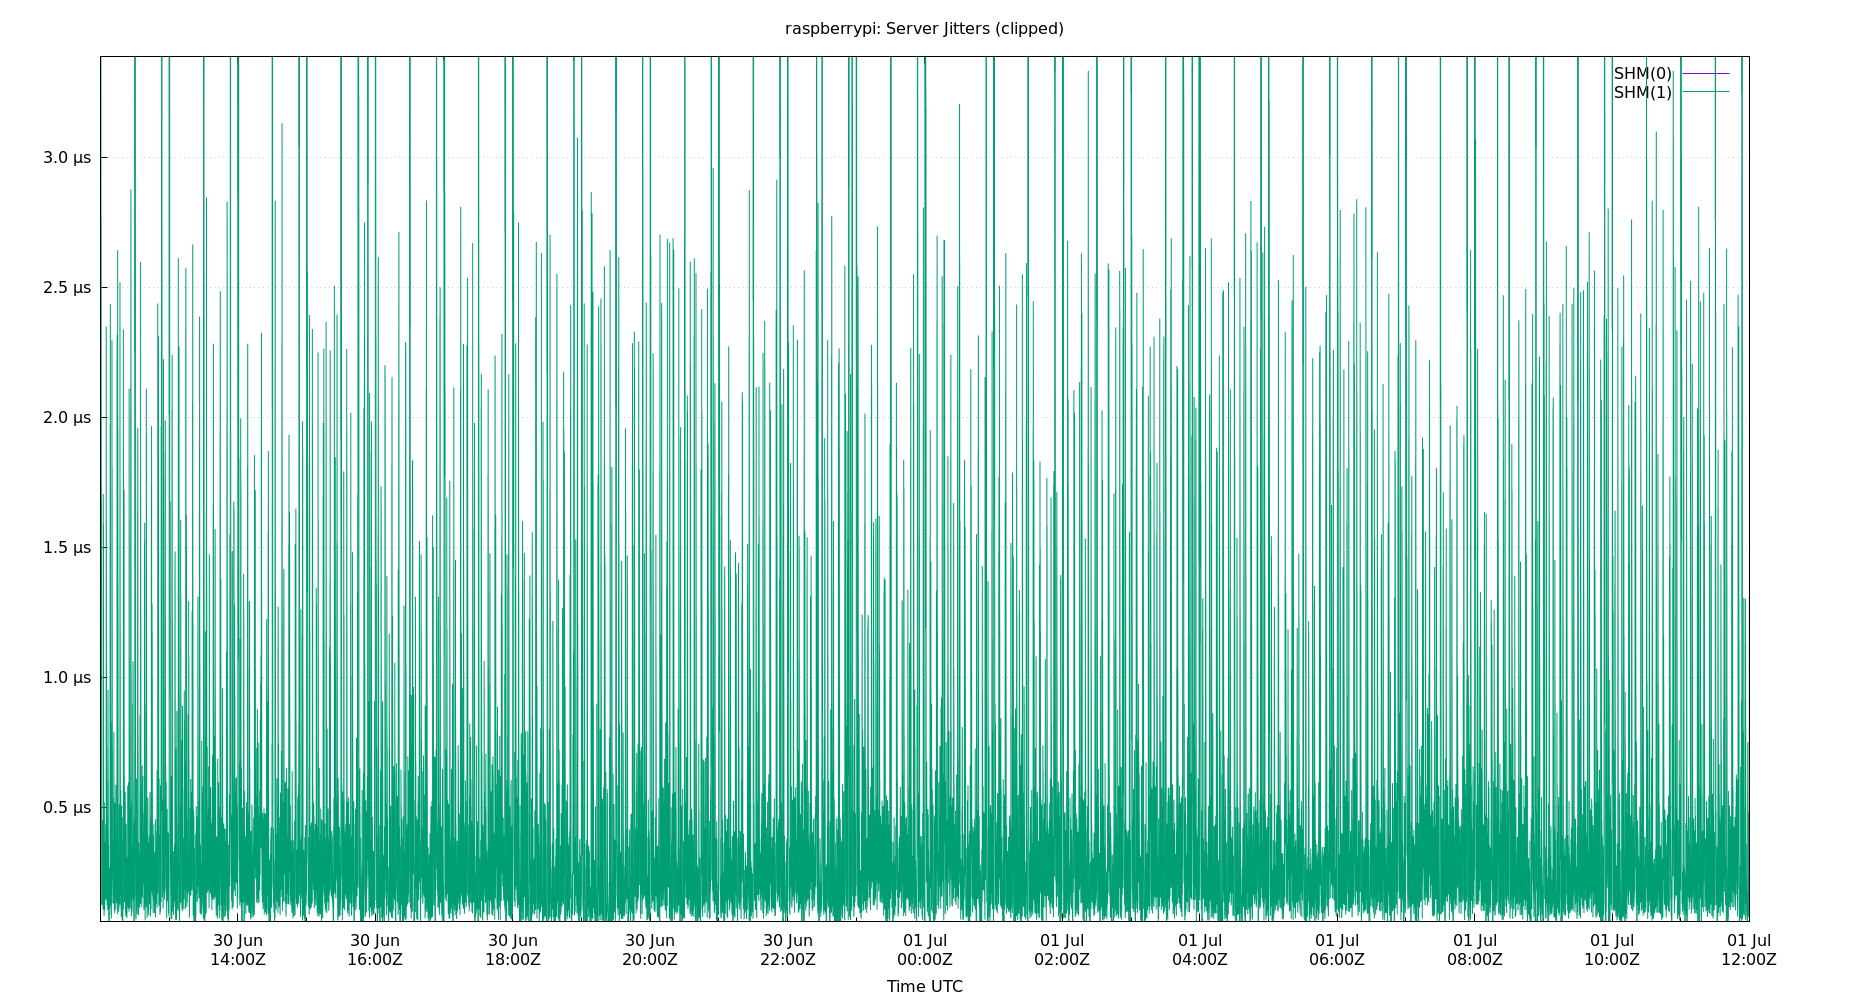 raspberrypi: Server Jitters (clipped)
SHM(0)
SHM(1)
3.0 µs
2.5 µs
2.0 µs
1.5 µs
1.0 µs
0.5 µs
30 Jun 30 Jun 30 Jun 30 Jun 30 Jun 01 Jul 01 Jul 01 Jul 01 Jul 01 Jul 01 Jul 01 Jul
14:00Z 16:00Z 18:00Z 20:00Z 22:00Z 00:00Z 02:00Z 04:00Z 06:00Z 08:00Z 10:00Z 12:00Z
Time UTC